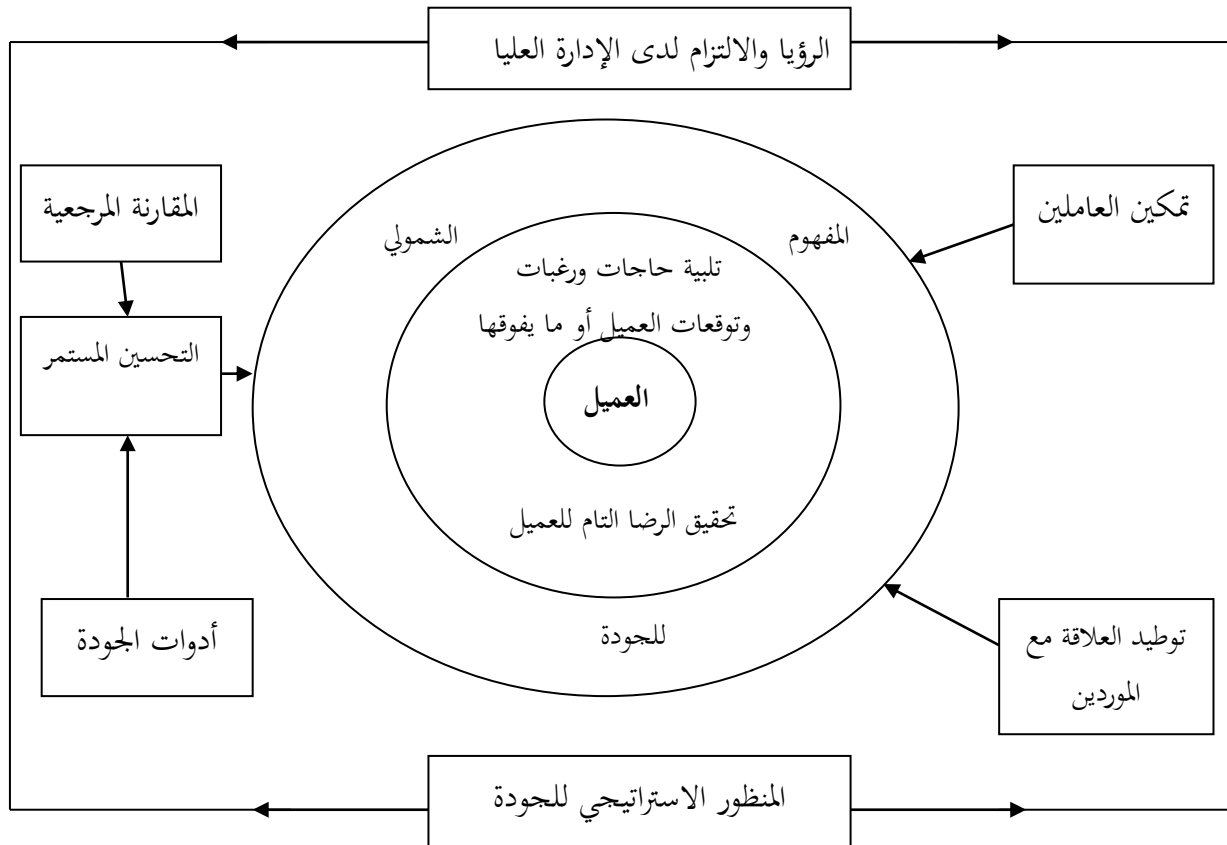 الرؤيا والالتزام لدى الإدارة العليا
تمكين العاملين
المقارنة المرجعية
المفهوم
الشمولي
تلبية حاجات ورغبات
وتوقعات العميل أو ما يفوقها
التحسين المستمر
العميل
تحقيق الرضا التام للعميل
للجودة
توطيد العلاقة مع
الموردين
أدوات الجودة
المنظور الاستراتيجي للجودة